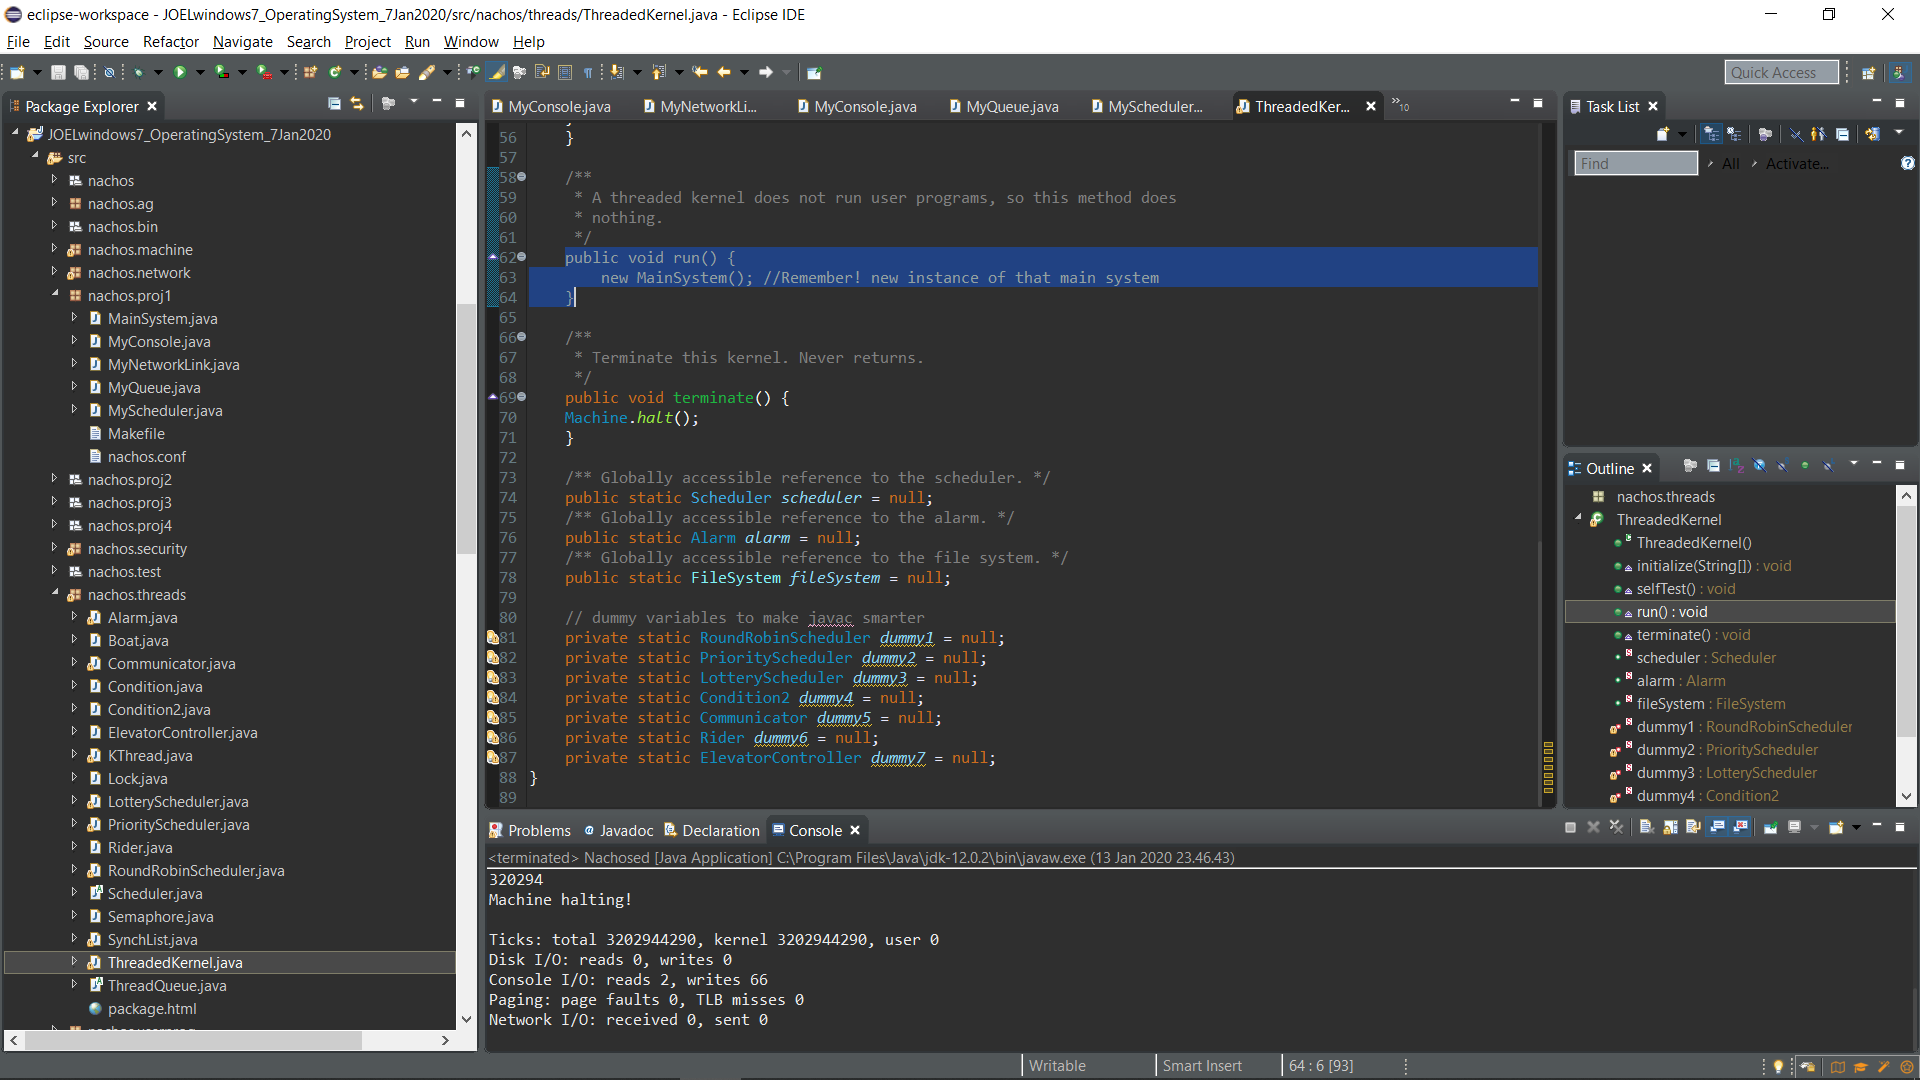 eclipse-workspace - JOELwindows7_OperatingSystem_7Jan2020/src/nachos/threads/ThreadedKernel.java - Eclipse IDE
File Edit Source Refactor Navigate Search Project Run Window Help
Quick Access
Package Explorer
JOELwindows7_OperatingSystem_7Jan2020
src
nachos
nachos.ag
nachos.bin
nachos.machine
nachos.network
nachos.proj1
MainSystem.java
MyConsole.java
MyNetworkLink.java
MyQueue.java
MyScheduler.java
Makefile
nachos.conf
nachos.proj2
nachos.proj3
nachos.proj4
nachos.security
nachos.test
nachos.threads
Alarm.java
Boat.java
Communicator.java
Condition.java
Condition2.java
ElevatorController.java
KThread.java
Lock.java
LotteryScheduler.java
PriorityScheduler.java
Rider.java
RoundRobinScheduler.java
Scheduler.java
Semaphore.java
SynchList.java
ThreadedKernel.java
ThreadQueue.java
package.html
MyConsole.java MyNetworkLi... MyConsole.java MyQueue.java MyScheduler... ThreadedKer... »10
56 }
57
58 /**
59 * A threaded kernel does not run user programs, so this method does
60 * nothing.
61 */
62 public void run() {
63 new MainSystem(); //Remember! new instance of that main system
64 }
65
66 /**
67 * Terminate this kernel. Never returns.
68 */
69 public void terminate() {
70 Machine.halt();
71 }
72
73 /** Globally accessible reference to the scheduler. */
74 public static Scheduler scheduler = null;
75 /** Globally accessible reference to the alarm. */
76 public static Alarm alarm = null;
77 /** Globally accessible reference to the file system. */
78 public static FileSystem fileSystem = null;
79
80 // dummy variables to make javac smarter
81 private static RoundRobinScheduler dummy1 = null;
82 private static PriorityScheduler dummy2 = null;
83 private static LotteryScheduler dummy3 = null;
84 private static Condition2 dummy4 = null;
85 private static Communicator dummy5 = null;
86 private static Rider dummy6 = null;
87 private static ElevatorController dummy7 = null;
88 }
89
Task List
Find All Activate...
Outline
nachos.threads
ThreadedKernel
ThreadedKernel()
initialize(String[]) : void
selfTest() : void
run() : void
terminate() : void
scheduler : Scheduler
alarm : Alarm
fileSystem : FileSystem
dummy1 : RoundRobinScheduler
dummy2 : PriorityScheduler
dummy3 : LotteryScheduler
dummy4 : Condition2
Problems Javadoc Declaration Console
<terminated> Nachosed [Java Application] C:\Program Files\Java\jdk-12.0.2\bin\javaw.exe (13 Jan 2020 23.46.43)
320294
Machine halting!
Ticks: total 3202944290, kernel 3202944290, user 0
Disk I/O: reads 0, writes 0
Console I/O: reads 2, writes 66
Paging: page faults 0, TLB misses 0
Network I/O: received 0, sent 0
Writable Smart Insert 64 : 6 [93]